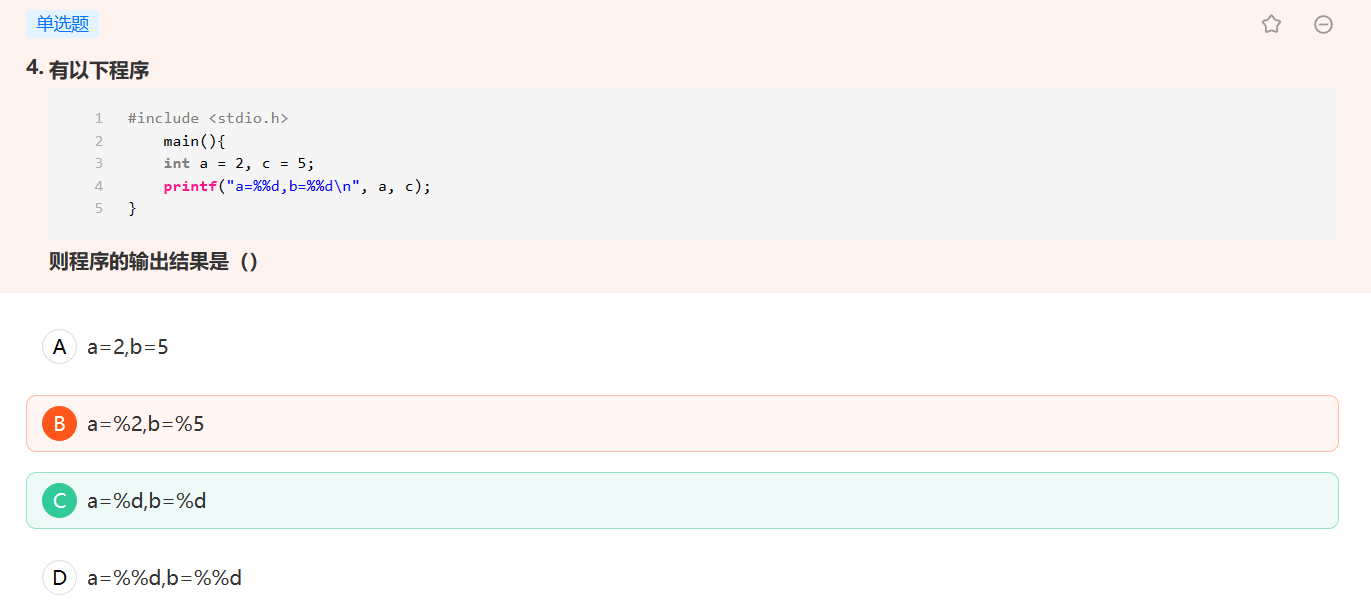 单选题
4. 有以下程序
1 #include <stdio.h>
2 main(){
3 int a = 2, c = 5;
4 printf("a=%%d,b=%%d\n", a, c);
5 }
则程序的输出结果是（）
A a=2,b=5
B a=%2,b=%5
C a=%d,b=%d
D a=%%d,b=%%d